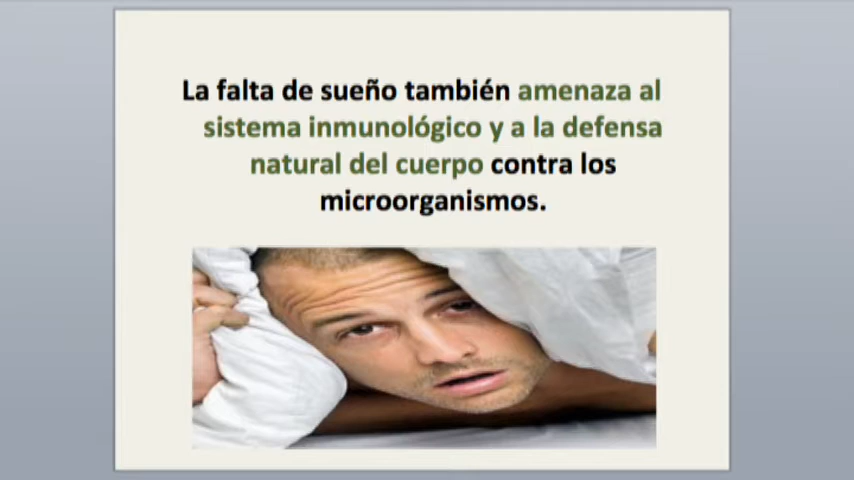 La falta de sueño también amenaza al
sistema inmunológico y a la defensa
natural del cuerpo contra los
microorganismos.